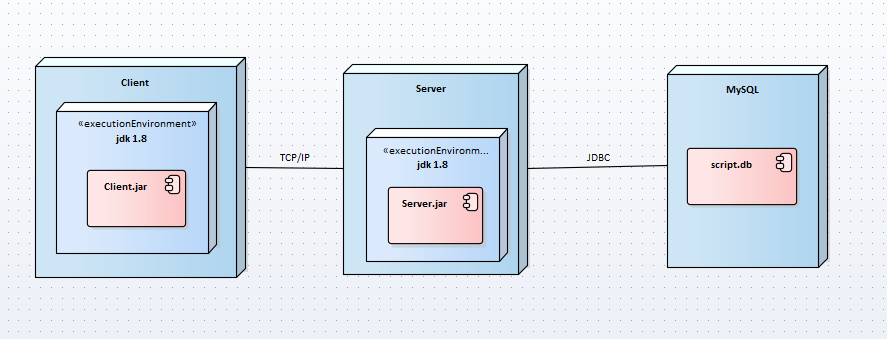 Client
«executionEnvironment»
jdk 1.8
Client.jar
TCP/IP
Server
«executionEnvironm...
jdk 1.8
Server.jar
JDBC
MySQL
script.db